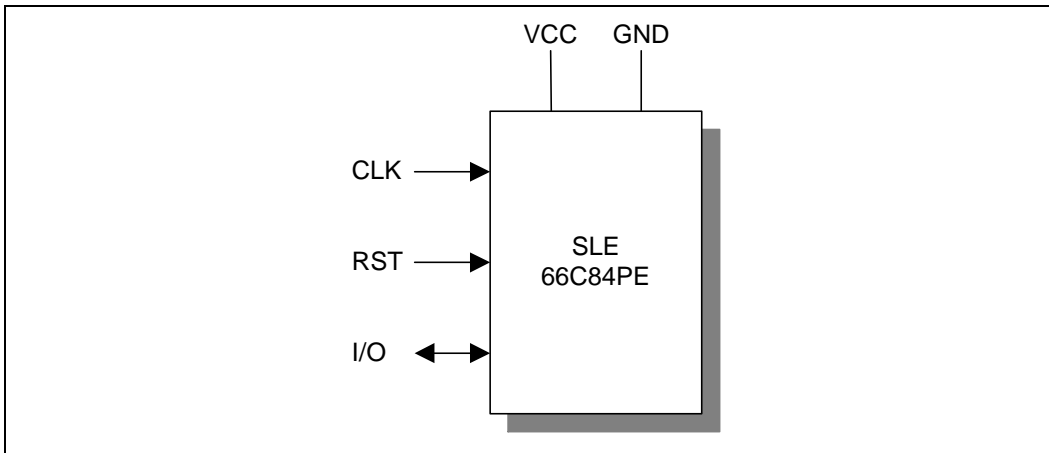 VCC GND
CLK
RST
SLE
66C84PE
I/O